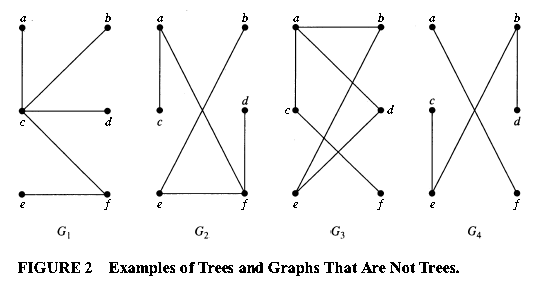 a b a b a b a b
c d c d c d c d
e f e f e f e f
G1 G2 G3 G4
FIGURE 2 Examples of Trees and Graphs That Are Not Trees.